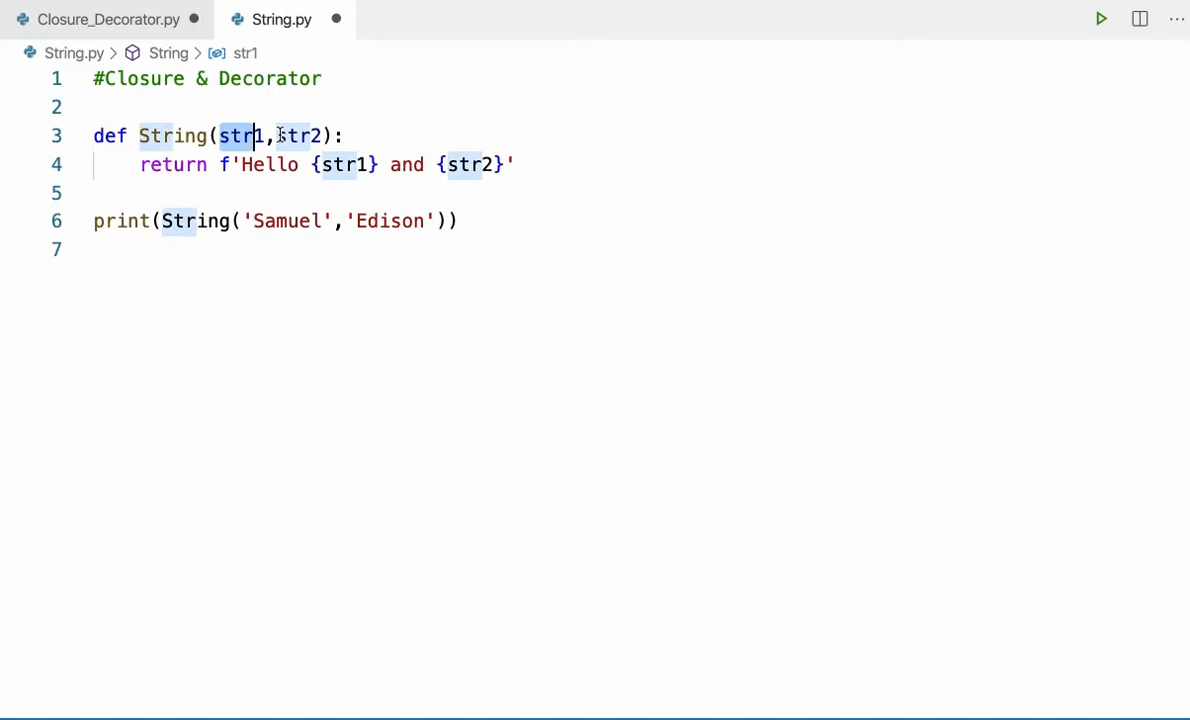 Closure_Decorator.py String.py
String.py String str1
1 #Closure & Decorator
2
3 def String(str1,str2):
4 return f'Hello {str1} and {str2}'
5
6 print(String('Samuel','Edison'))
7